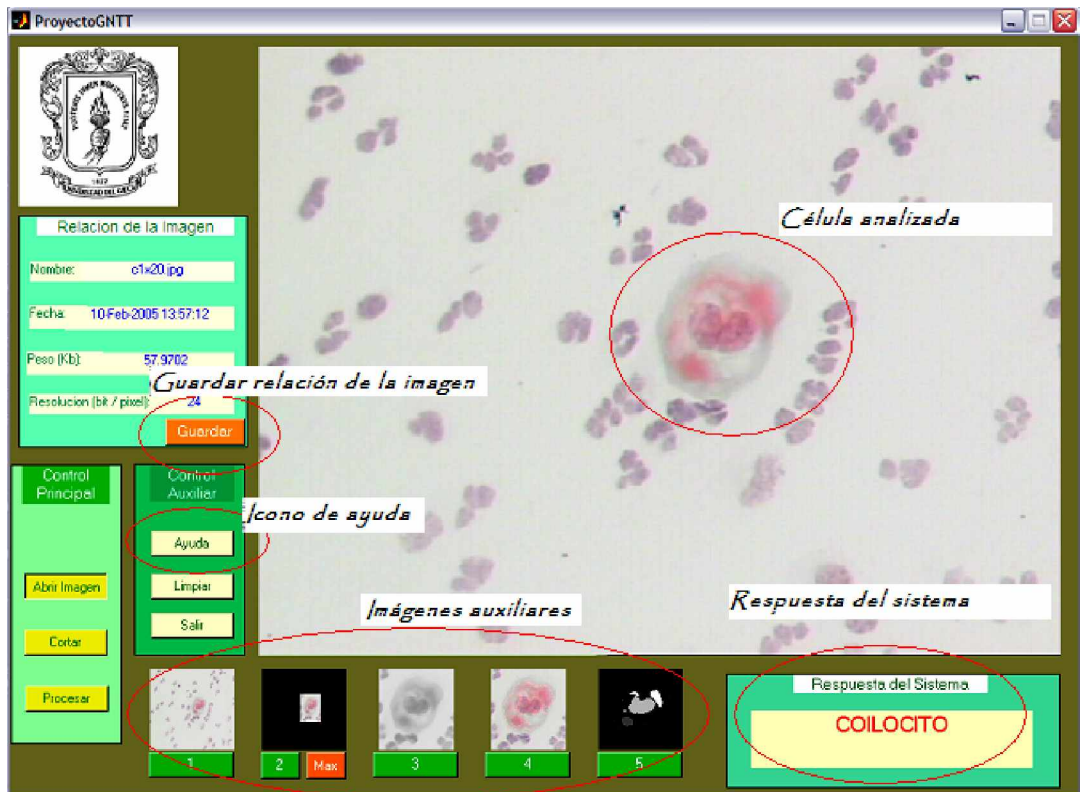 ProyectoGNTT
1827
Relacion de la Imagen
Nombre: c1x20.jpg
Fecha: 10-Feb-2005 13:57:12
Peso (Kb): 57.9702
Resolucion (bit / pixel): 24
Guardar
Guardar relación de la imagen
Célula analizada
Control Principal
Abrir Imagen
Cortar
Procesar
Control Auxiliar
Ayuda
Limpiar
Salir
Icono de ayuda
Imágenes auxiliares
1
2
Max
3
4
5
Respuesta del sistema
Respuesta del Sistema
COILOCITO